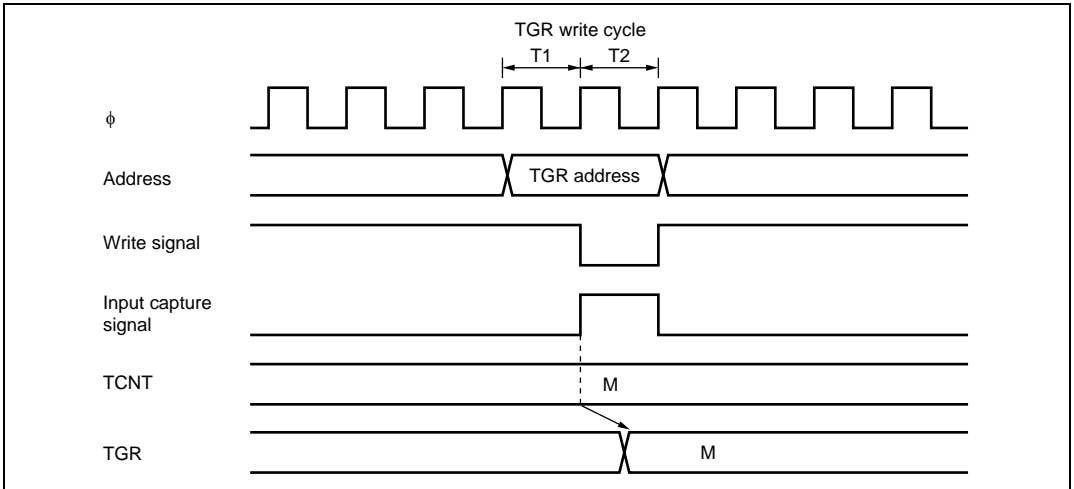 TGR write cycle
T1 T2
ϕ
Address
TGR address
Write signal
Input capture
signal
TCNT
M
TGR
M